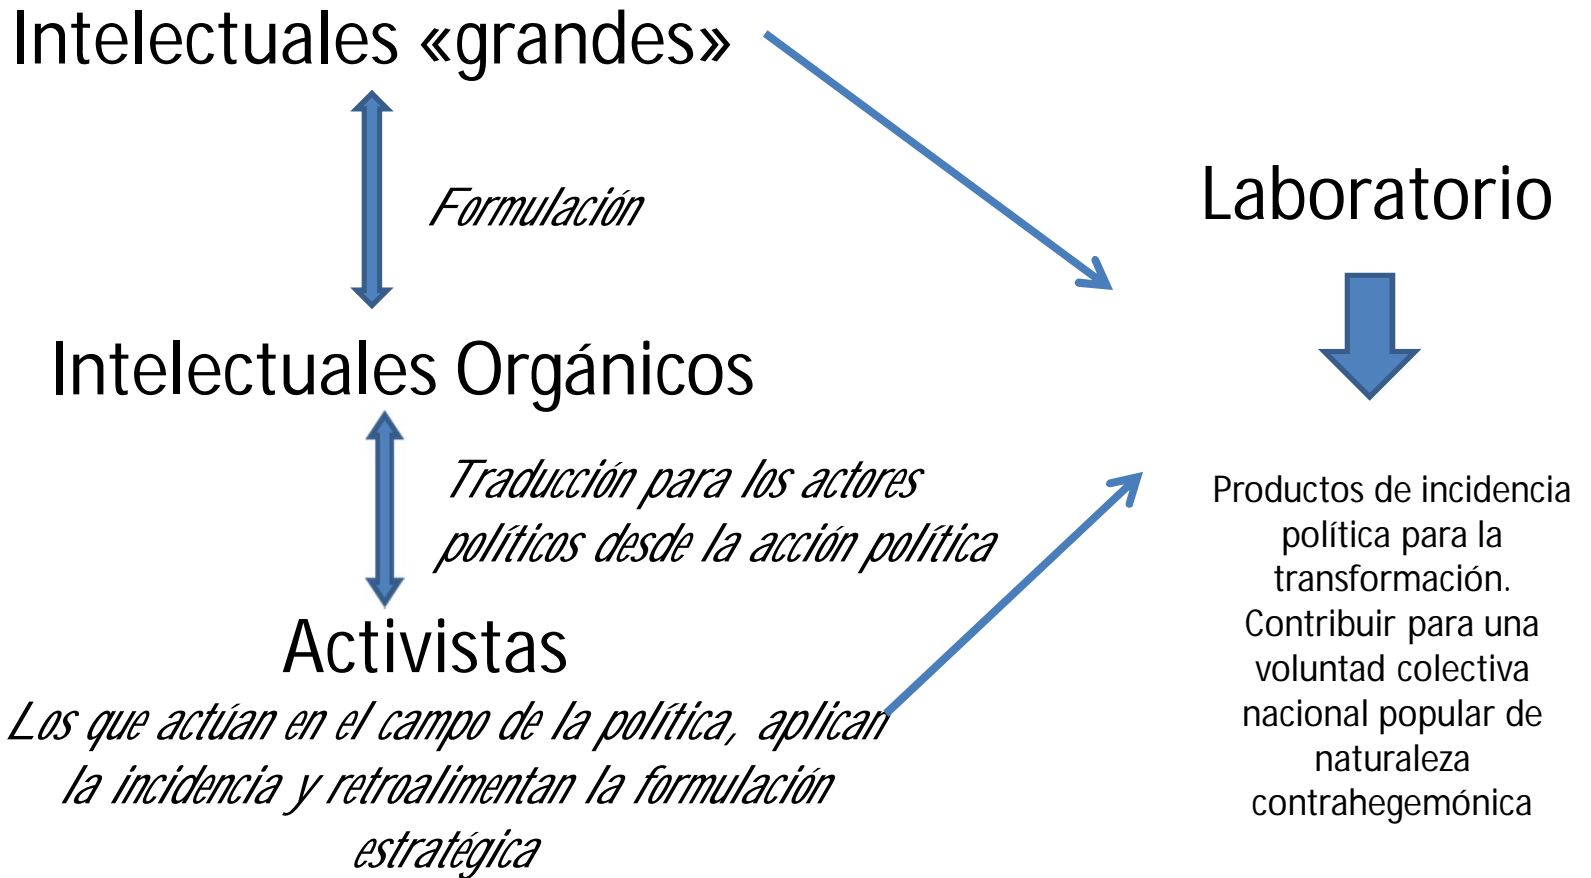 Intelectuales «grandes»
Formulación
Intelectuales Orgánicos
Traducción para los actores
políticos desde la acción política
Activistas
Los que actúan en el campo de la política, aplican
la incidencia y retroalimentan la formulación
estratégica
Laboratorio
Productos de incidencia
política para la
transformación.
Contribuir para una
voluntad colectiva
nacional popular de
naturaleza
contrahegemónica